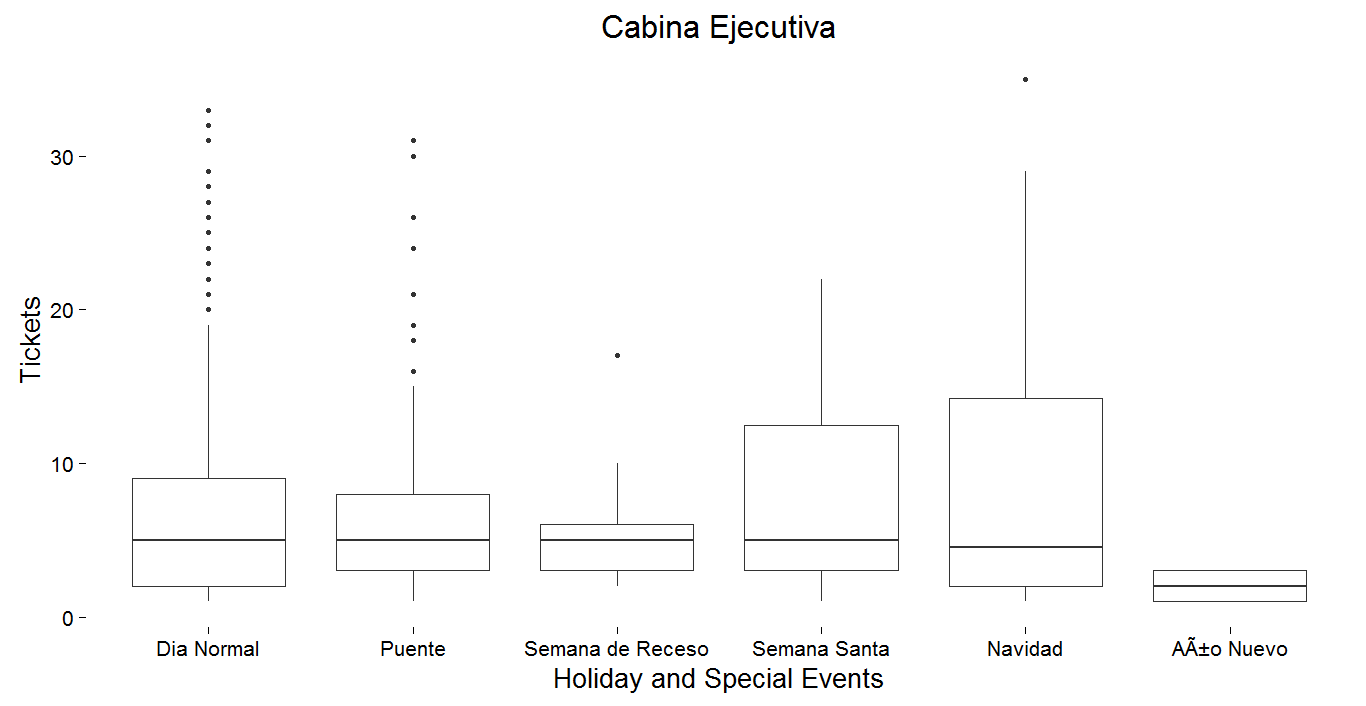 Cabina Ejecutiva
Tickets
30
20
10
0
Dia Normal Puente Semana de Receso Semana Santa Navidad AÃ±o Nuevo
Holiday and Special Events